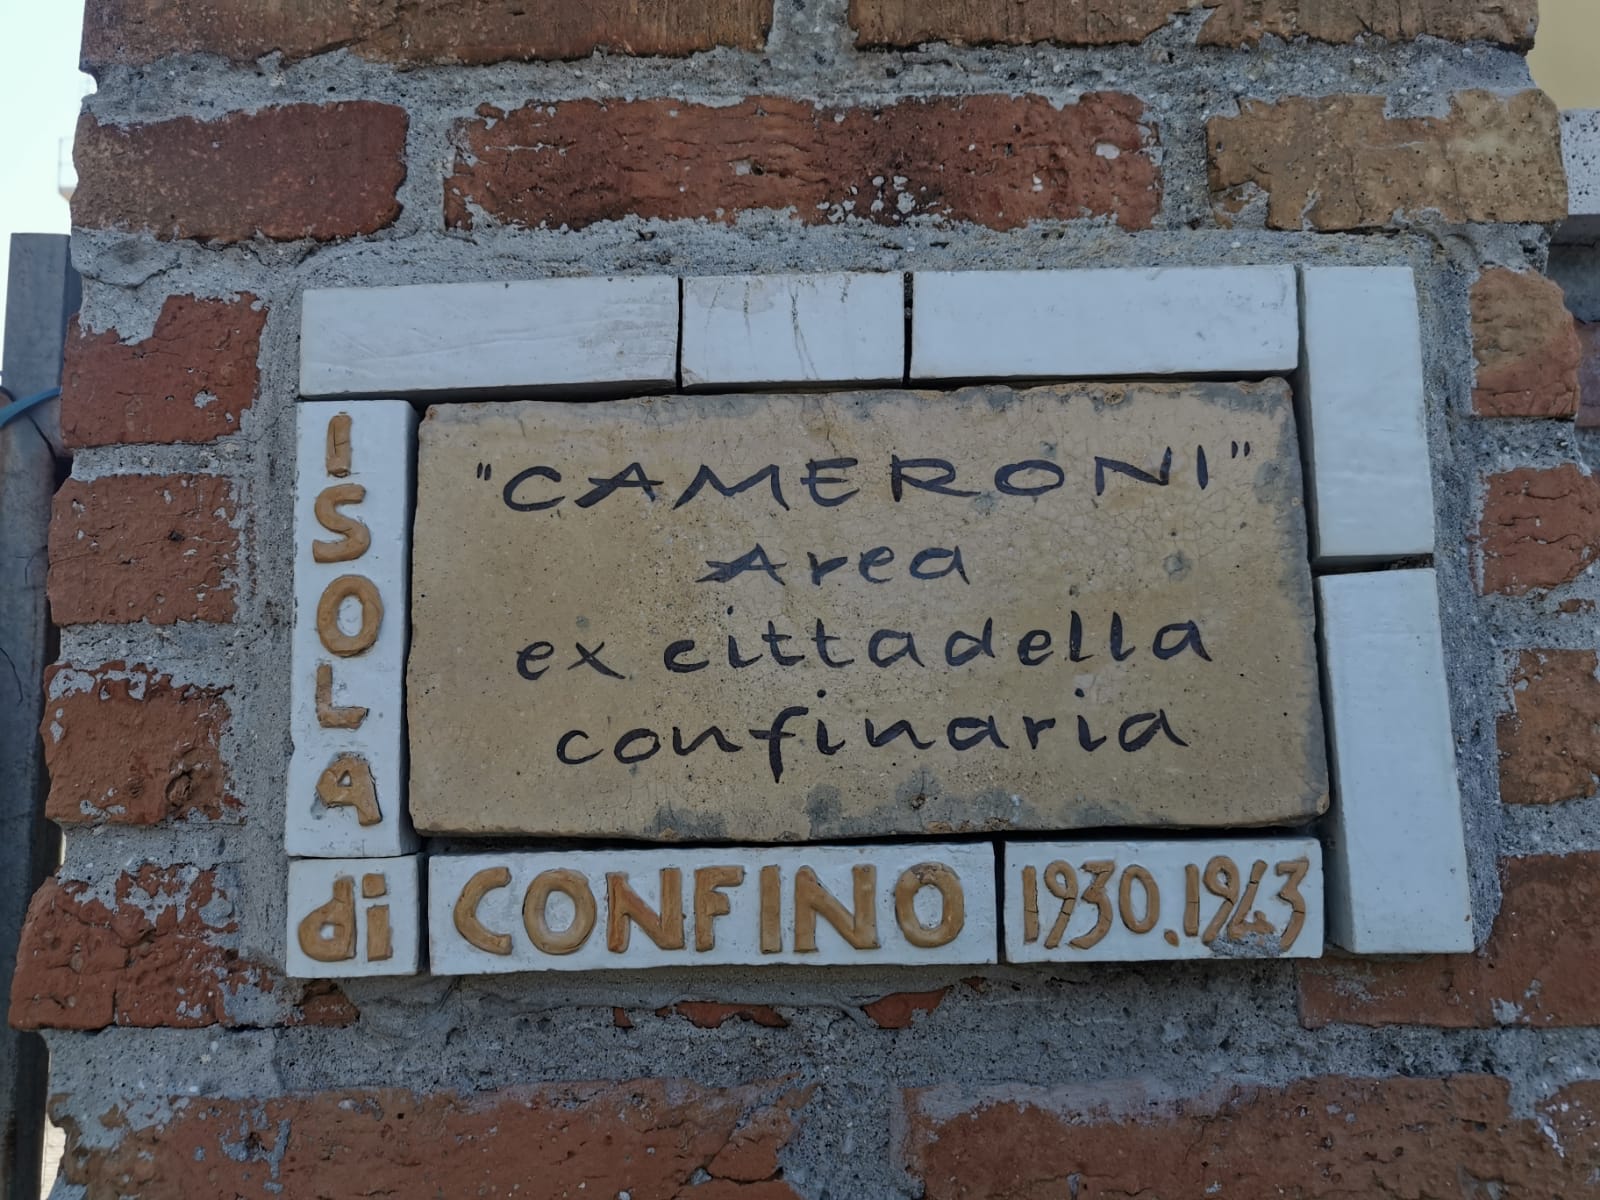 "CAMERONI"
Area
ex cittadella
confinaria
ISOLA
di CONFINO 1930.1943